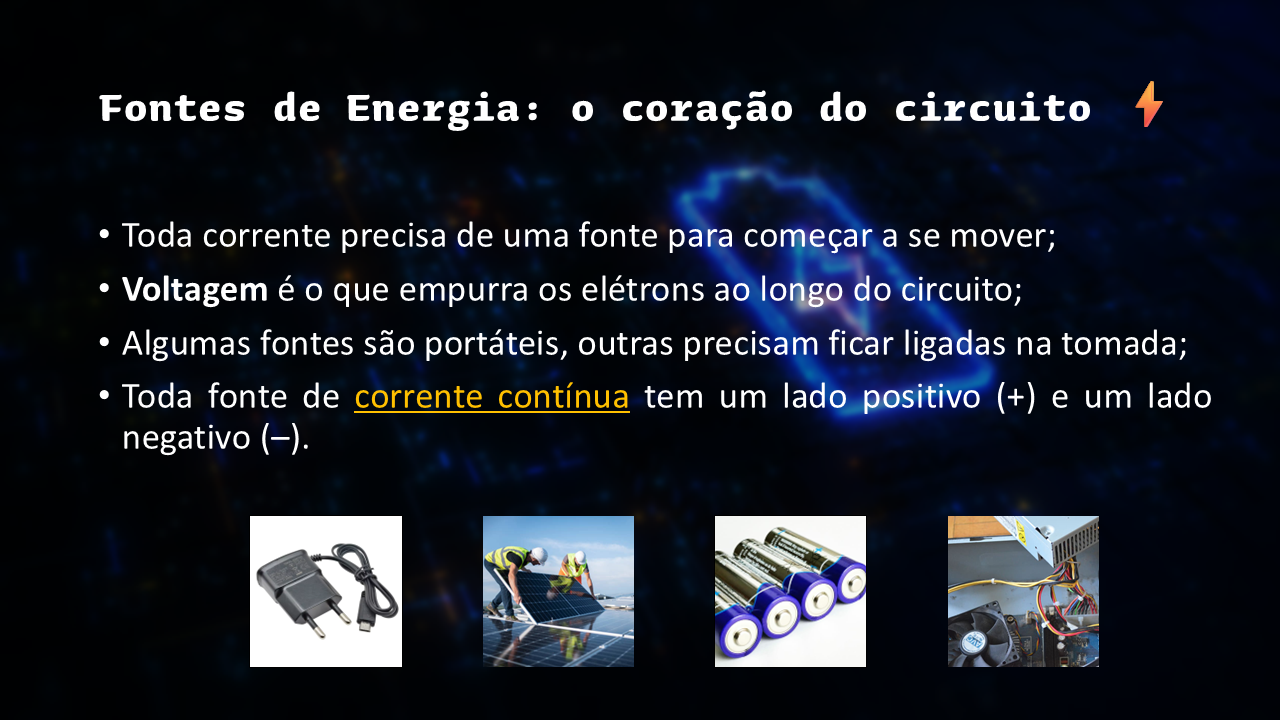 Fontes de Energia: o coração do circuito
• Toda corrente precisa de uma fonte para começar a se mover;
• Voltagem é o que empurra os elétrons ao longo do circuito;
• Algumas fontes são portáteis, outras precisam ficar ligadas na tomada;
• Toda fonte de corrente contínua tem um lado positivo (+) e um lado
negativo (–).